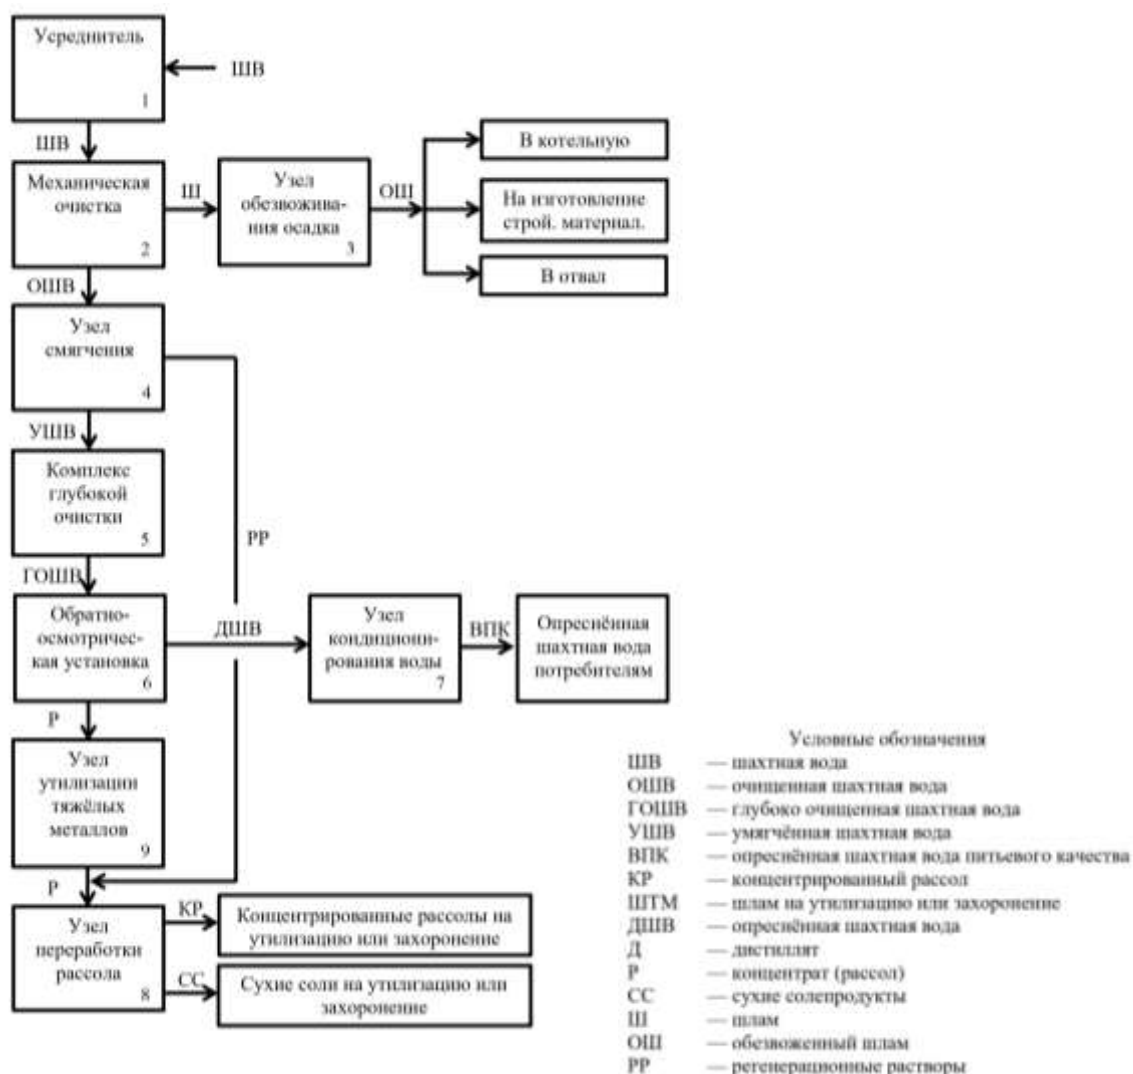 Усреднитель
ШВ
1
ШВ
Механическая
очистка
2
Ш
Узел
обезвожива-
ния осадка
3
ОШ
В котельную
На изготовление
строй. материал.
В отвал
ОШВ
Узел
смягчения
4
УШВ
Комплекс
глубокой
очистки
5
РР
ГОШВ
Обратно-
осмотричес-
кая установка
6
ДШВ
Узел
кондициони-
рования воды
7
ВПК
Опреснённая
шахтная вода
потребителям
Р
Узел
утилизации
тяжёлых
металлов
9
Р
Узел
переработки
рассола
8
КР
Концентрированные рассолы на
утилизацию или захоронение
СС
Сухие соли на утилизацию или
захоронение
Условные обозначения
ШВ — шахтная вода
ОШВ — очищенная шахтная вода
ГОШВ — глубоко очищенная шахтная вода
УШВ — умягчённая шахтная вода
ВПК — опреснённая шахтная вода питьевого качества
КР — концентрированный рассол
ШТМ — шлам на утилизацию или захоронение
ДШВ — опреснённая шахтная вода
Д — дистиллят
Р — концентрат (рассол)
СС — сухие солепродукты
Ш — шлам
ОШ — обезвоженный шлам
РР — регенерационные растворы